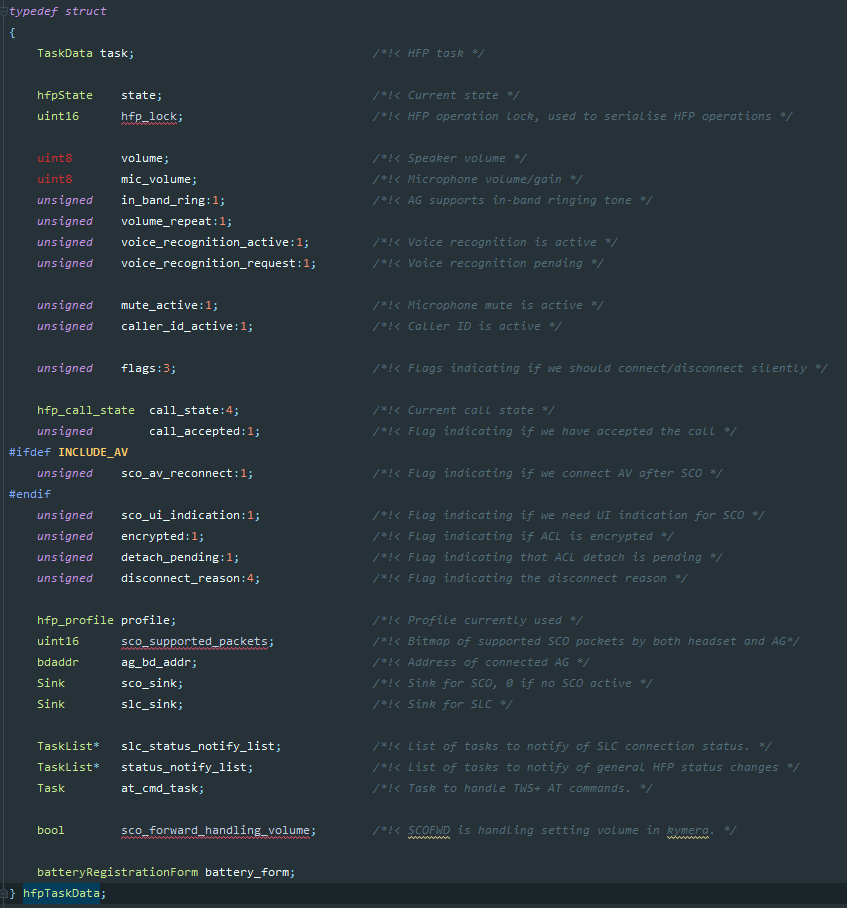 typedef struct
{
    TaskData task;                                  /*!< HFP task */
    hfpState    state;                              /*!< Current state */
    uint16      hfp_lock;                           /*!< HFP operation lock, used to serialise HFP operations */
    uint8       volume;                             /*!< Speaker volume */
    uint8       mic_volume;                         /*!< Microphone volume/gain */
    unsigned    in_band_ring:1;                     /*!< AG supports in-band ringing tone */
    unsigned    volume_repeat:1;
    unsigned    voice_recognition_active:1;         /*!< Voice recognition is active */
    unsigned    voice_recognition_request:1;        /*!< Voice recognition pending */
    unsigned    mute_active:1;                      /*!< Microphone mute is active */
    unsigned    caller_id_active:1;                 /*!< Caller ID is active */
    unsigned    flags:3;                            /*!< Flags indicating if we should connect/disconnect silently */
    hfp_call_state  call_state:4;                   /*!< Current call state */
    unsigned        call_accepted:1;                /*!< Flag indicating if we have accepted the call */
#ifdef INCLUDE_AV
    unsigned    sco_av_reconnect:1;                 /*!< Flag indicating if we connect AV after SCO */
#endif
    unsigned    sco_ui_indication:1;                /*!< Flag indicating if we need UI indication for SCO */
    unsigned    encrypted:1;                        /*!< Flag indicating if ACL is encrypted */
    unsigned    detach_pending:1;                   /*!< Flag indicating that ACL detach is pending */
    unsigned    disconnect_reason:4;                /*!< Flag indicating the disconnect reason */
    hfp_profile profile;                            /*!< Profile currently used */
    uint16      sco_supported_packets;              /*!< Bitmap of supported SCO packets by both headset and AG*/
    bdaddr      ag_bd_addr;                         /*!< Address of connected AG */
    Sink        sco_sink;                           /*!< Sink for SCO, 0 if no SCO active */
    Sink        slc_sink;                           /*!< Sink for SLC */
    TaskList*   slc_status_notify_list;             /*!< List of tasks to notify of SLC connection status. */
    TaskList*   status_notify_list;                 /*!< List of tasks to notify of general HFP status changes */
    Task        at_cmd_task;                        /*!< Task to handle TWS+ AT commands. */
    bool        sco_forward_handling_volume;        /*!< SCOFWD is handling setting volume in kymera. */
    batteryRegistrationForm battery_form;
} hfpTaskData;